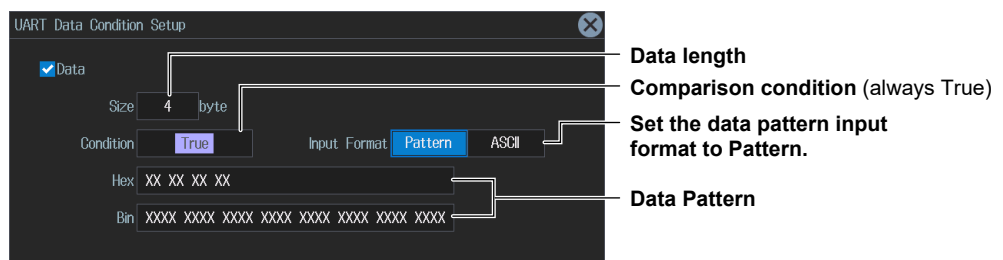 UART Data Condition Setup
Data
Size 4 byte
Condition True Input Format Pattern ASCII
Hex XX XX XX XX
Bin XXXX XXXX XXXX XXXX XXXX XXXX XXXX XXXX
Data length
Comparison condition (always True)
Set the data pattern input
format to Pattern.
Data Pattern